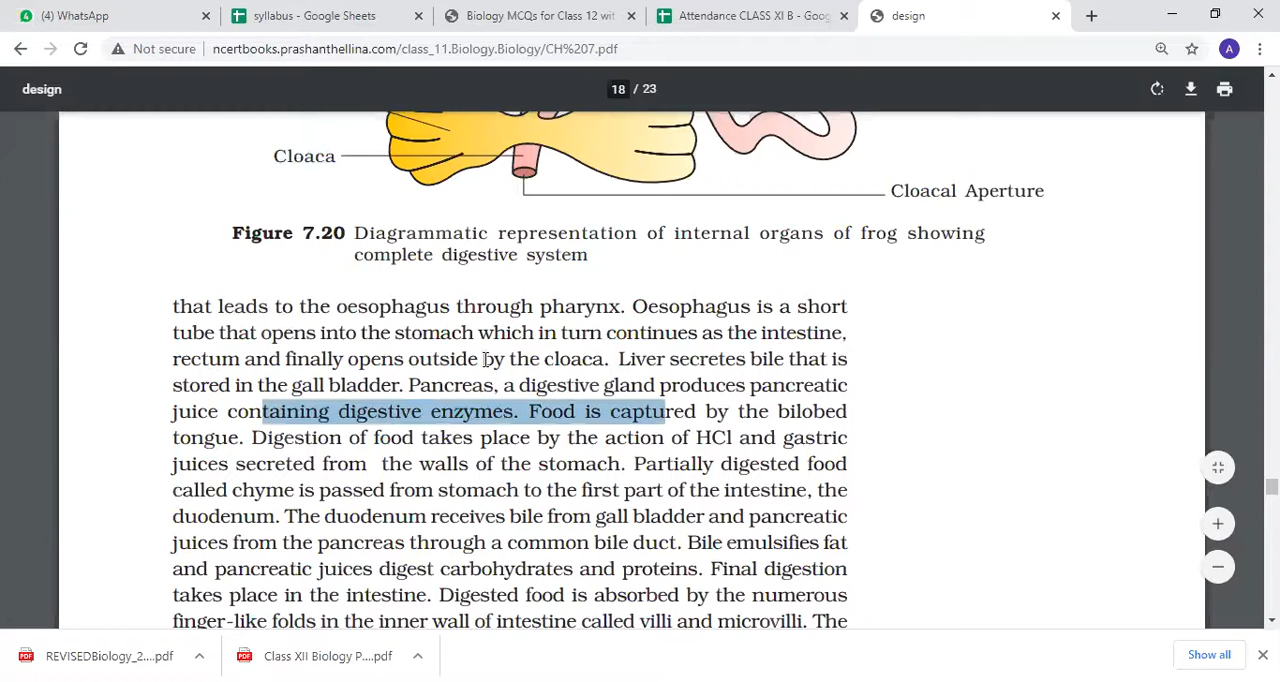 4 WhatsApp
syllabus - Google Sheets
Biology MCQs for Class 12 wit
Attendance CLASS XI B - Goog
design
Not secure
ncertbooks.prashanthellina.com/class_11.Biology.Biology/CH%207.pdf
A
design
18 / 23
Cloaca
Cloacal Aperture
Figure 7.20 Diagrammatic representation of internal organs of frog showing
complete digestive system
that leads to the oesophagus through pharynx. Oesophagus is a short
tube that opens into the stomach which in turn continues as the intestine,
rectum and finally opens outside by the cloaca. Liver secretes bile that is
stored in the gall bladder. Pancreas, a digestive gland produces pancreatic
juice containing digestive enzymes. Food is captured by the bilobed
tongue. Digestion of food takes place by the action of HCl and gastric
juices secreted from the walls of the stomach. Partially digested food
called chyme is passed from stomach to the first part of the intestine, the
duodenum. The duodenum receives bile from gall bladder and pancreatic
juices from the pancreas through a common bile duct. Bile emulsifies fat
and pancreatic juices digest carbohydrates and proteins. Final digestion
takes place in the intestine. Digested food is absorbed by the numerous
finger-like folds in the inner wall of intestine called villi and microvilli. The
REVISEDBiology_2....pdf
Class XII Biology P....pdf
Show all